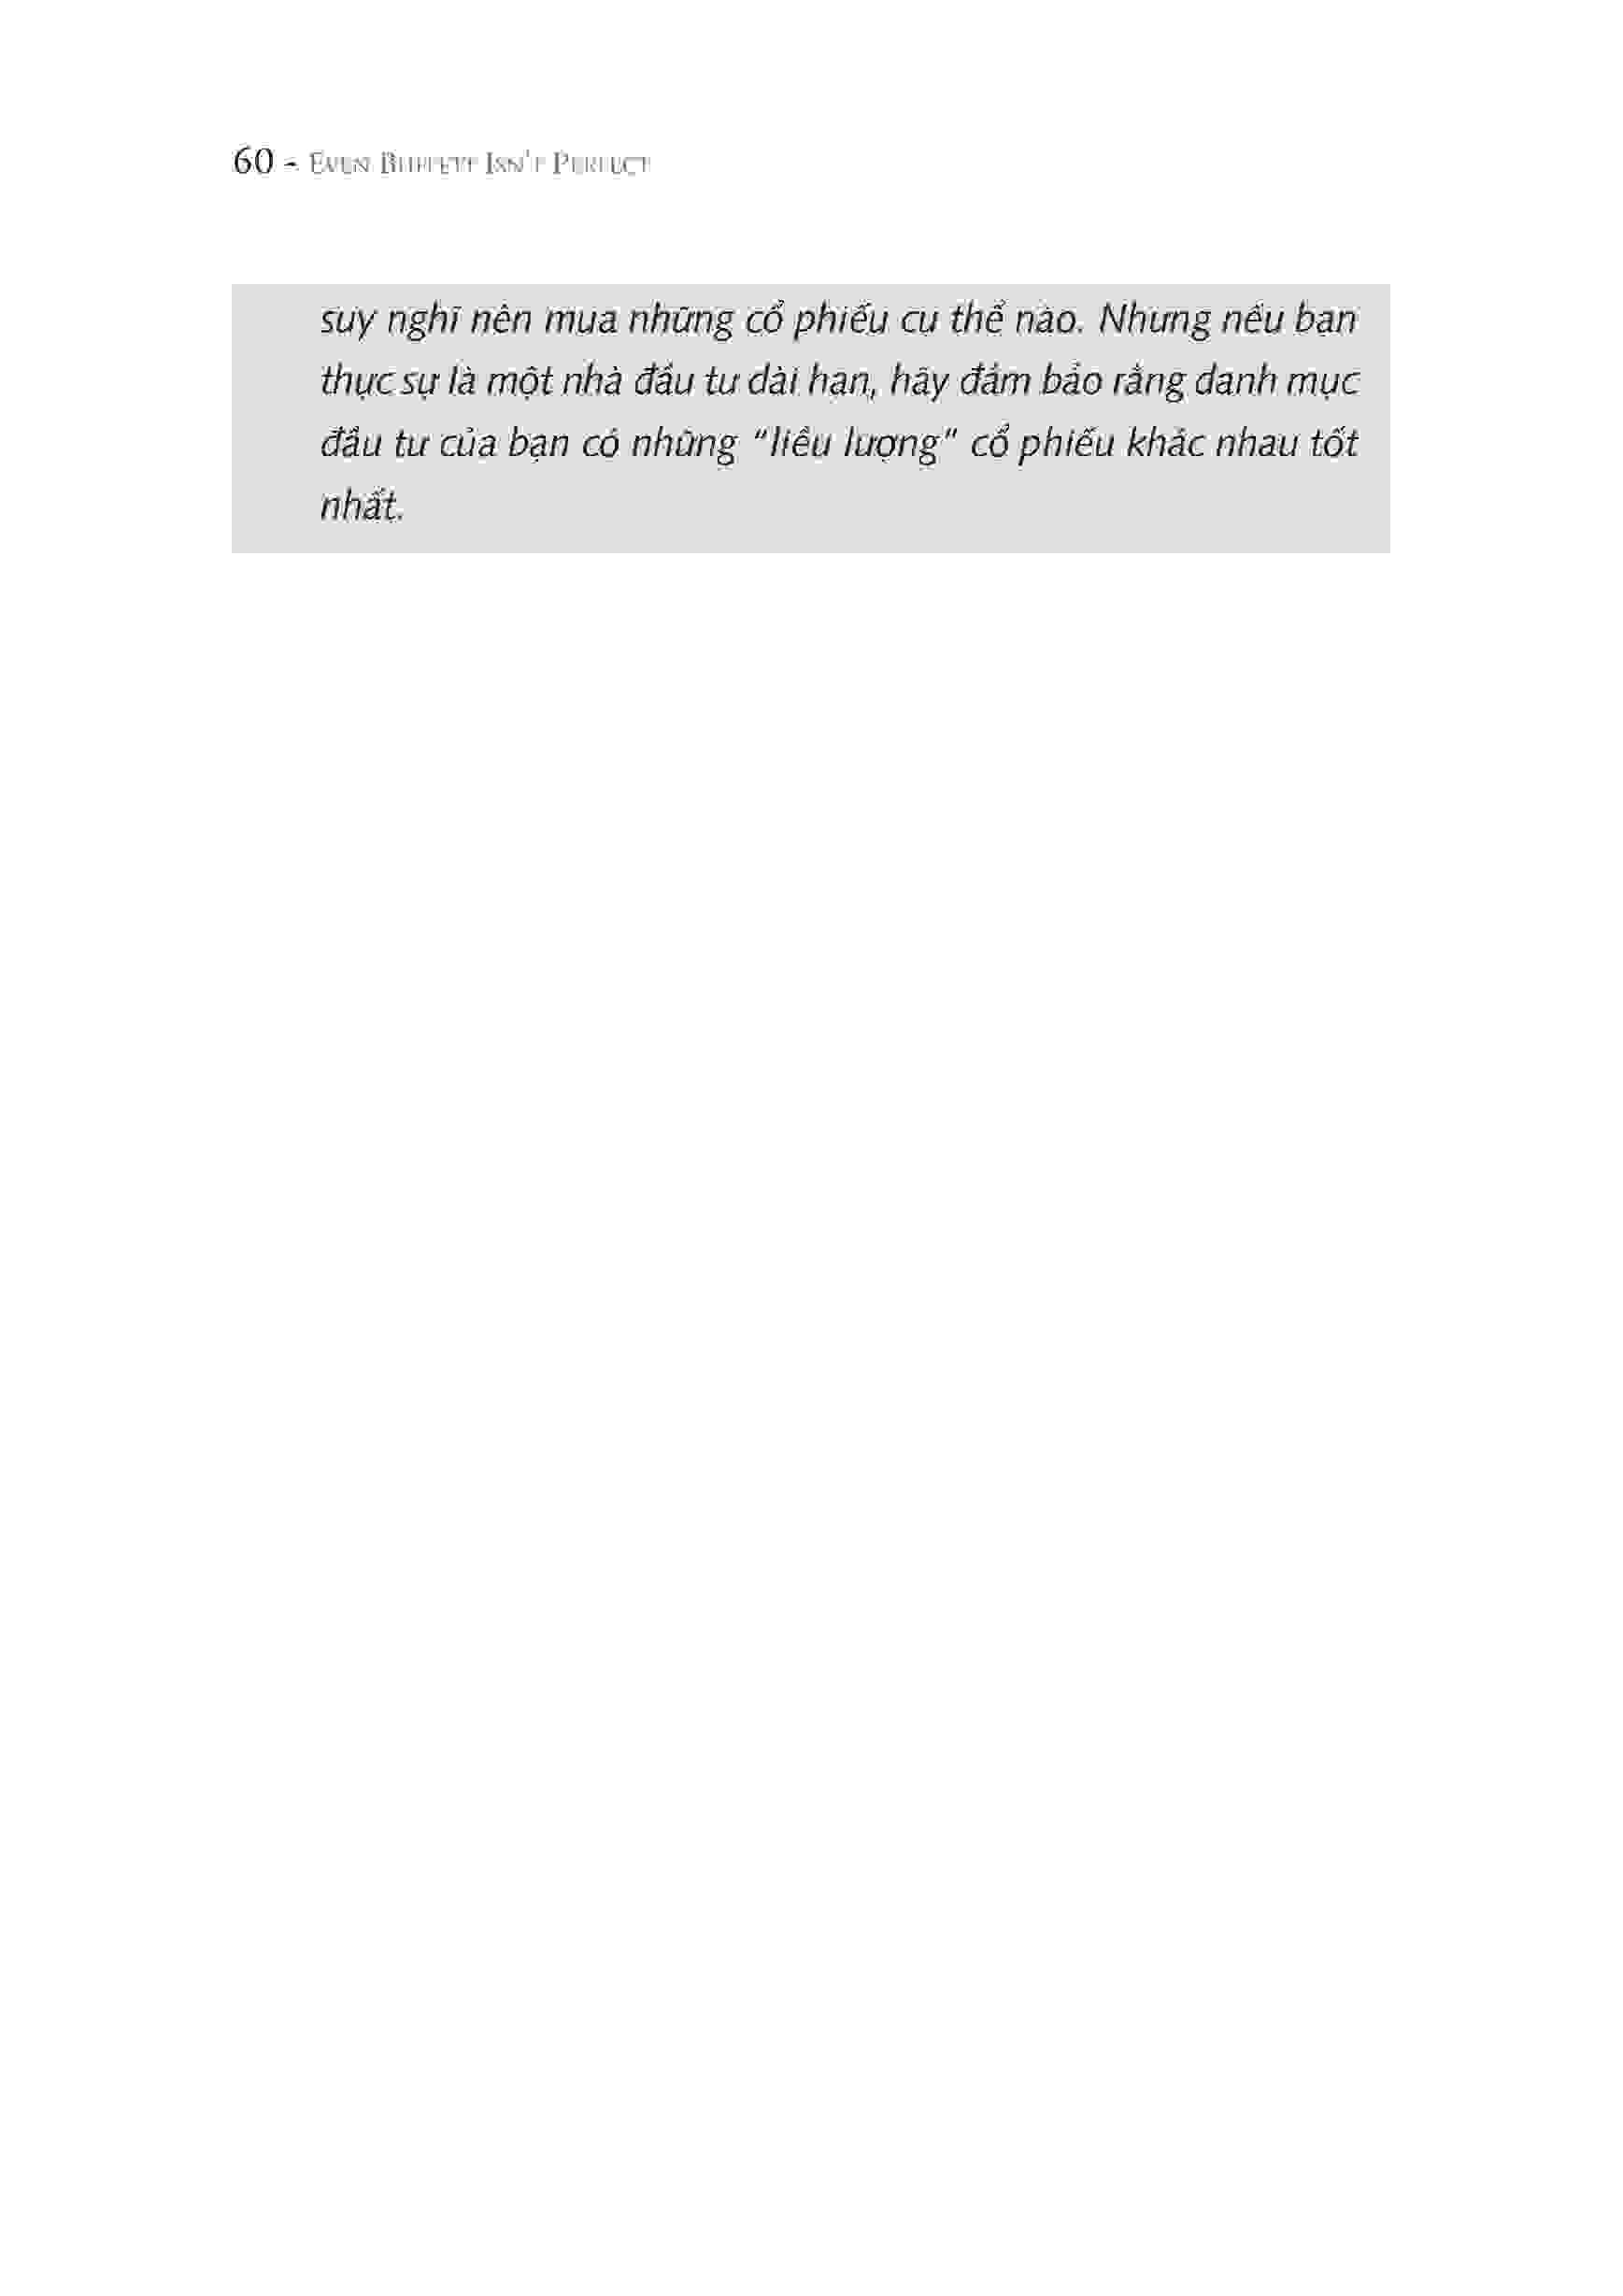 60 - EVEN BUFFETT ISN'T PERFECT
suy nghĩ nên mua những cổ phiếu cụ thể nào. Nhưng nếu bạn
thực sự là một nhà đầu tư dài hạn, hãy đảm bảo rằng danh mục
đầu tư của bạn có những “liều lượng” cổ phiếu khác nhau tốt
nhất.